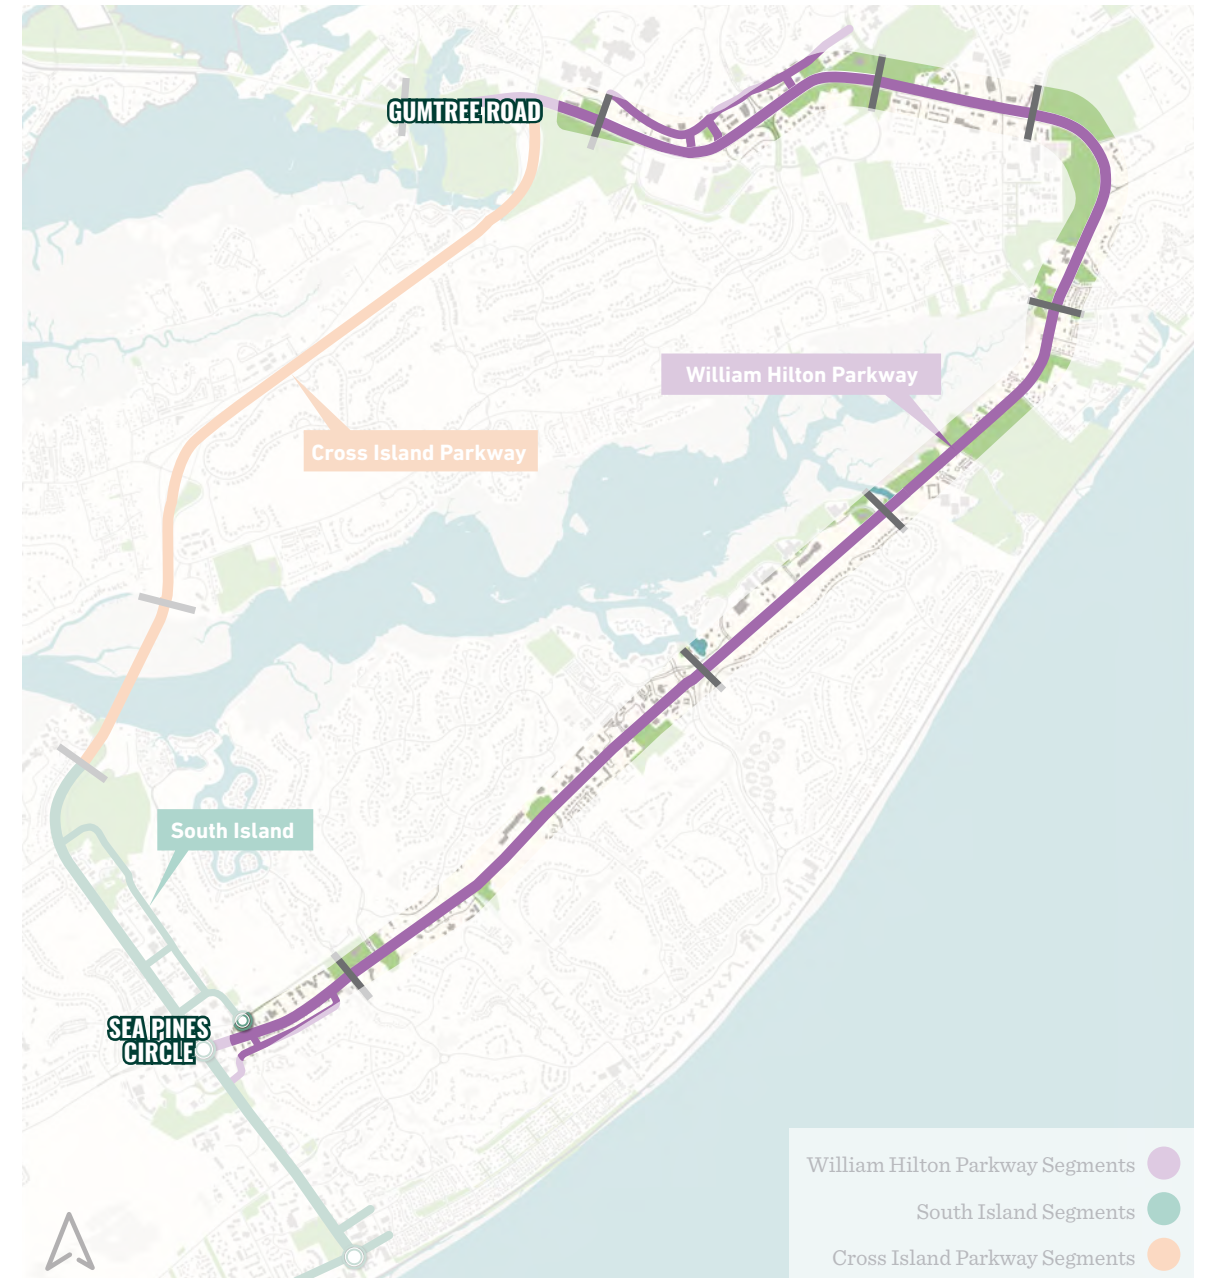 GUMTREE ROAD
William Hilton Parkway
Cross Island Parkway
South Island
SEA PINES
CIRCLE
William Hilton Parkway Segments
South Island Segments
Cross Island Parkway Segments